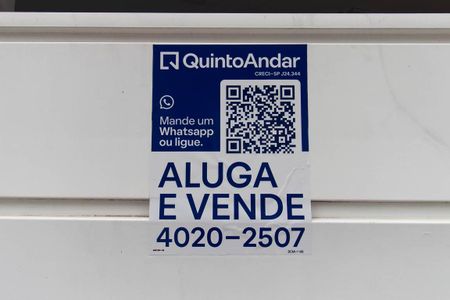 QuintoAndar
CRECI-SP J24.344
Mande um
Whatsapp
ou ligue.
ALUGA
E VENDE
4020-2507